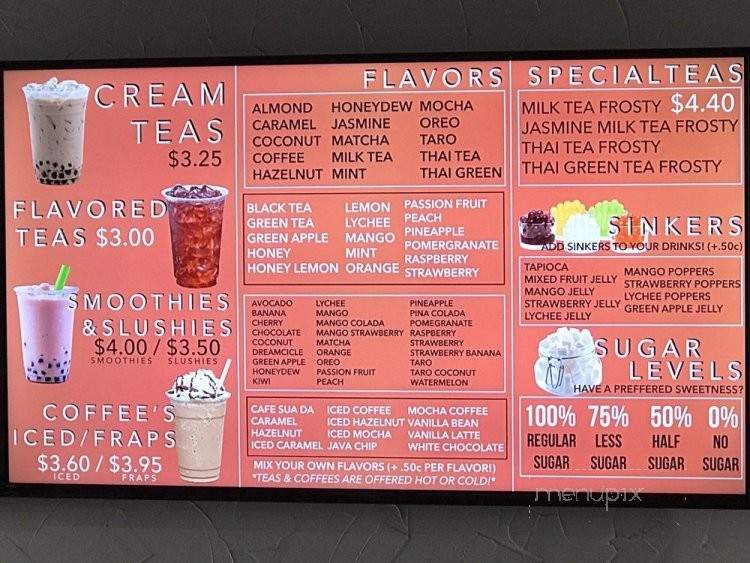 CREAM
TEAS
$3.25
FLAVORED
TEAS $3.00
SMOOTHIES
&SLUSHIES
$4.00 / $3.50
SMOOTHIES SLUSHIES
COFFEE'S
ICED/FRAPS
$3.60 / $3.95
ICED FRAPS
FLAVORS
ALMOND HONEYDEW MOCHA
CARAMEL JASMINE OREO
COCONUT MATCHA TARO
COFFEE MILK TEA THAI TEA
HAZELNUT MINT THAI GREEN
BLACK TEA LEMON PASSION FRUIT
GREEN TEA LYCHEE PEACH
GREEN APPLE MANGO PINEAPPLE
HONEY MINT POMERGRANATE
HONEY LEMON ORANGE RASPBERRY
STRAWBERRY
AVOCADO LYCHEE PINEAPPLE
BANANA MANGO PINA COLADA
CHERRY MANGO COLADA POMEGRANATE
CHOCOLATE MANGO STRAWBERRY RASPBERRY
COCONUT MATCHA STRAWBERRY
DREAMCICLE ORANGE STRAWBERRY BANANA
GREEN APPLE OREO TARO
HONEYDEW PASSION FRUIT TARO COCONUT
KIWI PEACH WATERMELON
CAFE SUA DA ICED COFFEE MOCHA COFFEE
CARAMEL ICED HAZELNUT VANILLA BEAN
HAZELNUT ICED MOCHA VANILLA LATTE
ICED CARAMEL JAVA CHIP WHITE CHOCOLATE
MIX YOUR OWN FLAVORS (+ .50c PER FLAVOR!)
*TEAS & COFFEES ARE OFFERED HOT OR COLD!*
SPECIALTEAS
MILK TEA FROSTY $4.40
JASMINE MILK TEA FROSTY
THAI TEA FROSTY
THAI GREEN TEA FROSTY
SINKERS
ADD SINKERS TO YOUR DRINKS! (+.50c)
TAPIOCA MANGO POPPERS
MIXED FRUIT JELLY STRAWBERRY POPPERS
MANGO JELLY LYCHEE POPPERS
STRAWBERRY JELLY GREEN APPLE JELLY
LYCHEE JELLY
SUGAR
LEVELS
HAVE A PREFFERED SWEETNESS?
100% 75% 50% 0%
REGULAR LESS HALF NO
SUGAR SUGAR SUGAR SUGAR
menupix